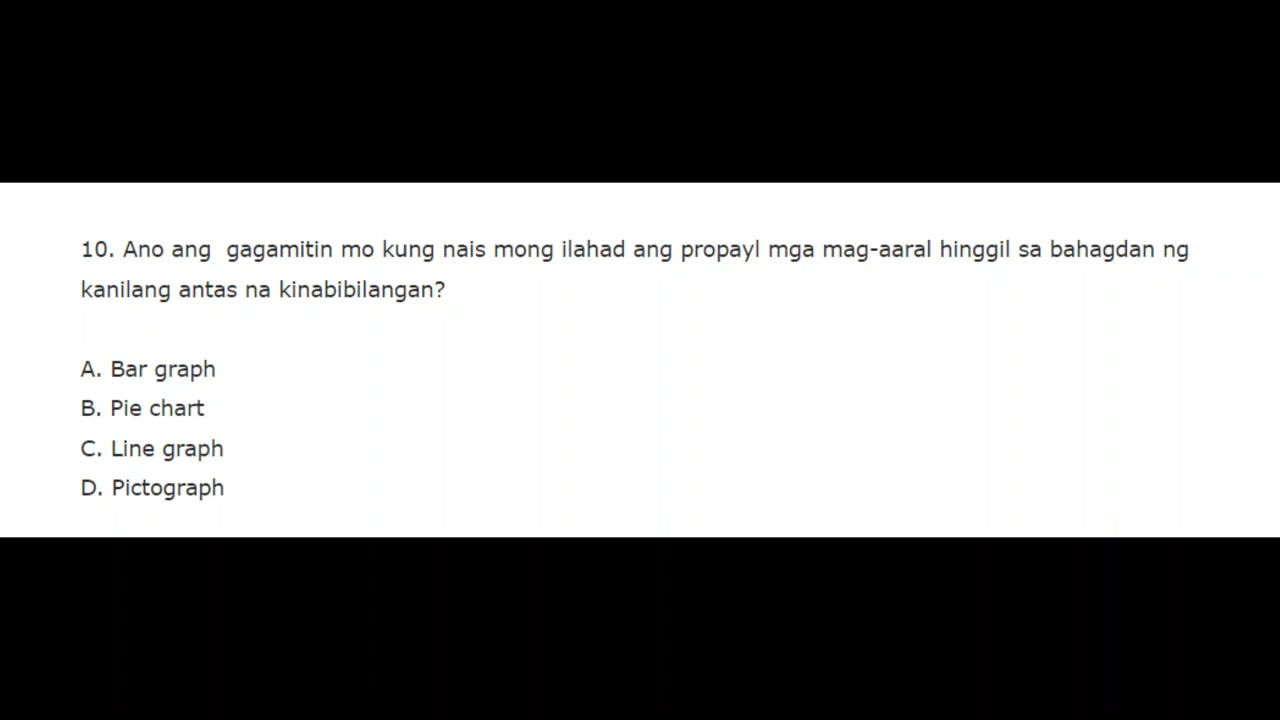 10. Ano ang  gagamitin mo kung nais mong ilahad ang propayl mga mag-aaral hinggil sa bahagdan ng
kanilang antas na kinabibilangan?
A. Bar graph
B. Pie chart
C. Line graph
D. Pictograph